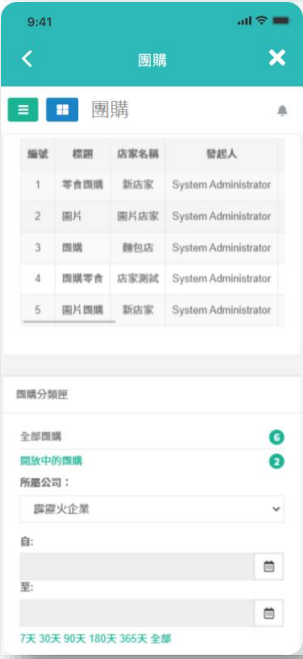 9:41
團購
團購
編號 標題 店家名稱 發起人
1 零食團購 新店家 System Administrator
2 圖片 圖片店家 System Administrator
3 團購 麵包店 System Administrator
4 團購零食 店家測試 System Administrator
5 圖片團購 新店家 System Administrator
團購分類匣
全部團購 6
開放中的團購 2
所屬公司：
霹靂火企業
自:
至:
7天 30天 90天 180天 365天 全部